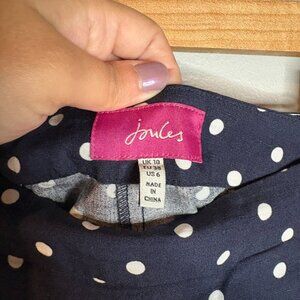 Joules
UK 10
EUR 38
US 6
MADE
IN
CHINA